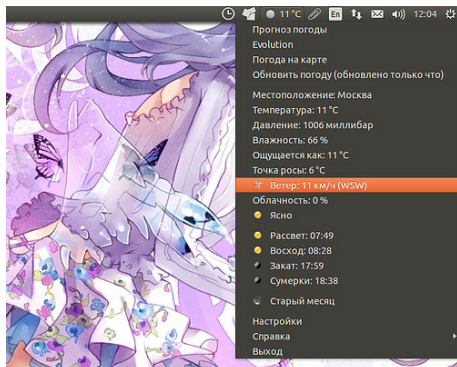 11 °C En 12:04
Прогноз погоды
Evolution
Погода на карте
Обновить погоду (обновлено только что)
Местоположение: Москва
Температура: 11 °C
Давление: 1006 миллибар
Влажность: 66 %
Ощущается как: 11 °C
Точка росы: 6 °C
Ветер: 11 км/ч (WSW)
Облачность: 0 %
Ясно
Рассвет: 07:49
Восход: 08:28
Закат: 17:59
Сумерки: 18:38
Старый месяц
Настройки
Справка
Выход